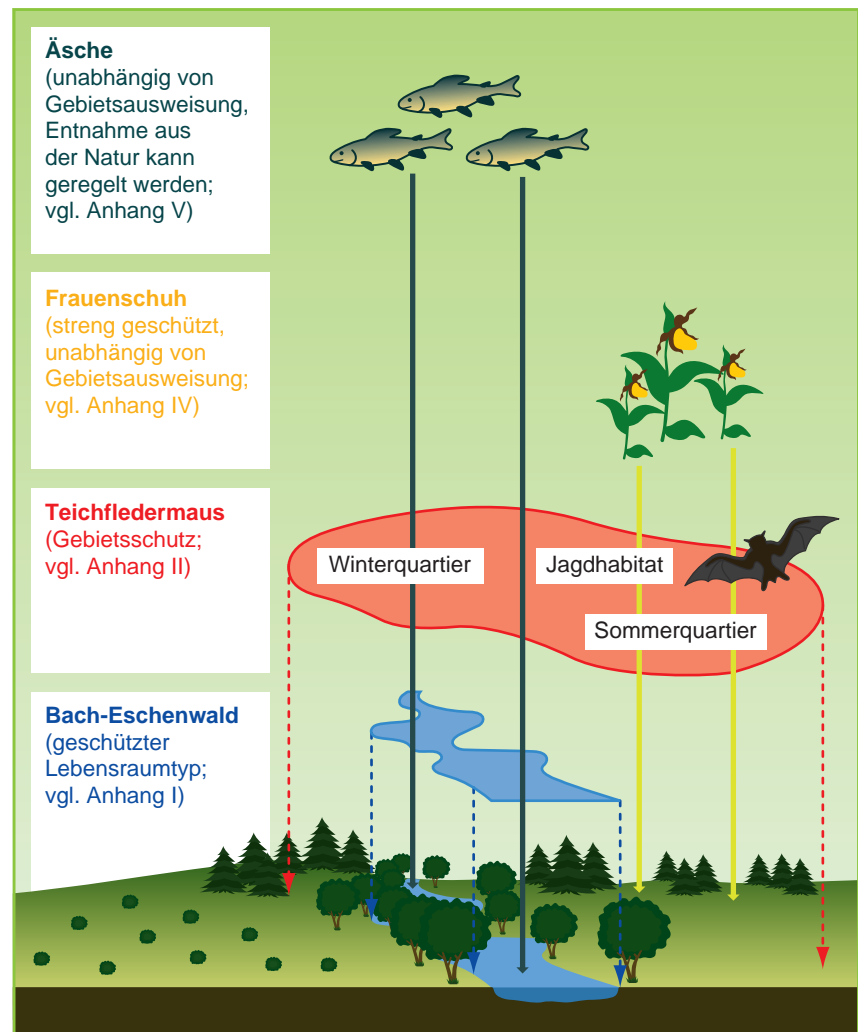 Äsche
(unabhängig von
Gebietsausweisung,
Entnahme aus
der Natur kann
geregelt werden;
vgl. Anhang V)
Frauenschuh
(streng geschützt,
unabhängig von
Gebietsausweisung;
vgl. Anhang IV)
Teichfledermaus
(Gebietsschutz;
vgl. Anhang II)
Winterquartier
Jagdhabitat
Sommerquartier
Bach-Eschenwald
(geschützter
Lebensraumtyp;
vgl. Anhang I)